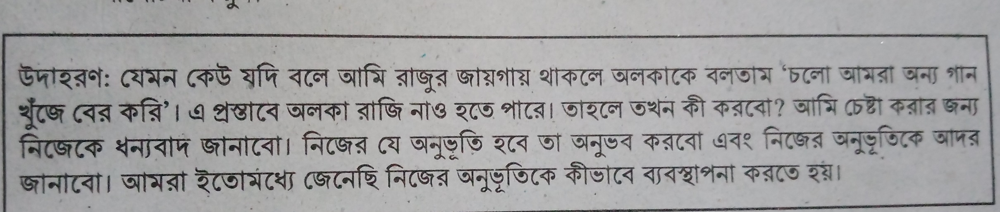 উদাহরণ: যেমন কেউ যদি বলে আমি রাজুর জায়গায় থাকলে অলকাকে বলতাম ‘চলো আমরা অন্য গান
খুঁজে বের করি’। এ প্রস্তাবে অলকা রাজি নাও হতে পারে। তাহলে তখন কী করবো? আমি চেষ্টা করার জন্য
নিজেকে ধন্যবাদ জানাবো। নিজের যে অনুভূতি হবে তা অনুভব করবো এবং নিজের অনুভূতিকে আদর
জানাবো। আমরা ইতোমধ্যে জেনেছি নিজের অনুভূতিকে কীভাবে ব্যবস্থাপনা করতে হয়।